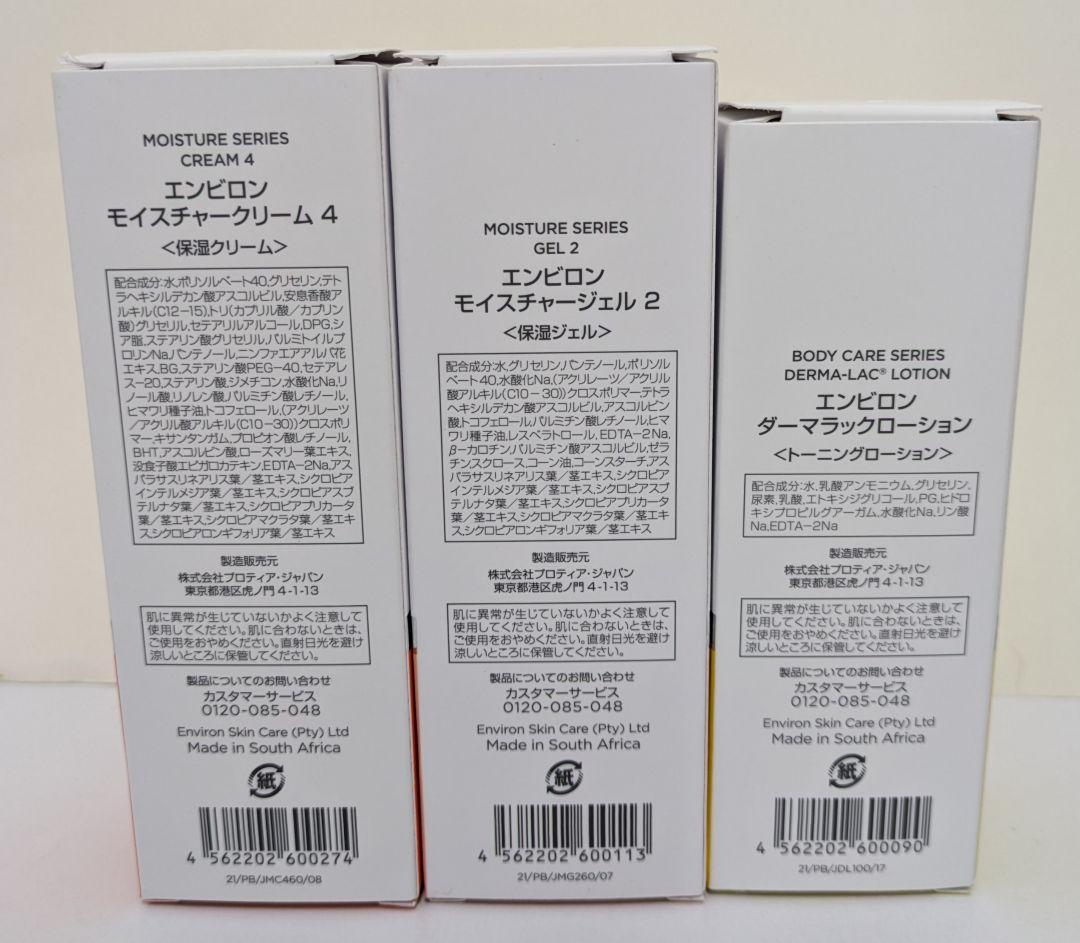 MOISTURE SERIES
CREAM 4
エンビロン
モイスチャークリーム 4
<保湿クリーム>
配合成分:水,ポリソルベート40,グリセリン,テト
ラヘキシルデカン酸アスコルビル,安息香酸ア
ルキル(C12-15),トリ(カプリル酸/カプリン
酸)グリセリル,セテアリルアルコール,DPG,シ
ア脂,ステアリン酸グリセリル,パルミトイルプ
ロリンNa,パンテノール,ニンファエアアルバ花
エキス,BG,ステアリン酸PEG-40,セテアレ
ス-20,ステアリン酸,ジメチコン,水酸化Na,リ
ノール酸,リノレン酸,パルミチン酸レチノール,
ヒマワリ種子油,トコフェロール,(アクリレーツ
/アクリル酸アルキル(C10-30))クロスポリ
マー,キサンタンガム,プロピオン酸レチノール,
BHT,アスコルビン酸,ローズマリー葉エキス,
没食子酸エピガロカテキン,EDTA-2Na,アス
パラサスリネアリス葉/茎エキス,シクロピア
インテルメジア葉/茎エキス,シクロピアスブ
テルナタ葉/茎エキス,シクロピアプリカータ
葉/茎エキス,シクロピアマクラタ葉/茎エキ
ス,シクロピアロンギフォリア葉/茎エキス
製造販売元
株式会社プロティア・ジャパン
東京都港区虎ノ門 4-1-13
肌に異常が生じていないかよく注意して
使用してください。肌に合わないときは、
ご使用をおやめください。直射日光を避け
涼しいところに保管してください。
製品についてのお問い合わせ
カスタマーサービス
0120-085-048
Environ Skin Care (Pty) Ltd
Made in South Africa
紙
4 562202 600274
21/PB/JMC460/08
MOISTURE SERIES
GEL 2
エンビロン
モイスチャージェル 2
<保湿ジェル>
配合成分:水,グリセリン,パンテノール,ポリソル
ベート40,水酸化Na,(アクリレーツ/アクリル
酸アルキル(C10-30))クロスポリマー,テトラ
ヘキシルデカン酸アスコルビル,アスコルビン
酸,トコフェロール,パルミチン酸レチノール,ヒマ
ワリ種子油,レスベラトロール,EDTA-2Na,
β-カロチン,パルミチン酸アスコルビル,ゼラ
チン,スクロース,コーン油,コーンスターチ,アス
パラサスリネアリス葉/茎エキス,シクロピア
インテルメジア葉/茎エキス,シクロピアスブ
テルナタ葉/茎エキス,シクロピアプリカータ
葉/茎エキス,シクロピアマクラタ葉/茎エキ
ス,シクロピアロンギフォリア葉/茎エキス
製造販売元
株式会社プロティア・ジャパン
東京都港区虎ノ門 4-1-13
肌に異常が生じていないかよく注意して
使用してください。肌に合わないときは、
ご使用をおやめください。直射日光を避け
涼しいところに保管してください。
製品についてのお問い合わせ
カスタマーサービス
0120-085-048
Environ Skin Care (Pty) Ltd
Made in South Africa
紙
4 562202 600113
21/PB/JMG260/07
BODY CARE SERIES
DERMA-LAC® LOTION
エンビロン
ダーマラックローション
<トーニングローション>
配合成分:水,乳酸アンモニウム,グリセリン,
尿素,乳酸,エトキシジグリコール,PG,ヒドロ
キシプロピルグアーガム,水酸化Na,リン酸
Na,EDTA-2Na
製造販売元
株式会社プロティア・ジャパン
東京都港区虎ノ門 4-1-13
肌に異常が生じていないかよく注意して
使用してください。肌に合わないときは、
ご使用をおやめください。直射日光を避け
涼しいところに保管してください。
製品についてのお問い合わせ
カスタマーサービス
0120-085-048
Environ Skin Care (Pty) Ltd
Made in South Africa
紙
4 562202 600090
21/PB/JDL100/17